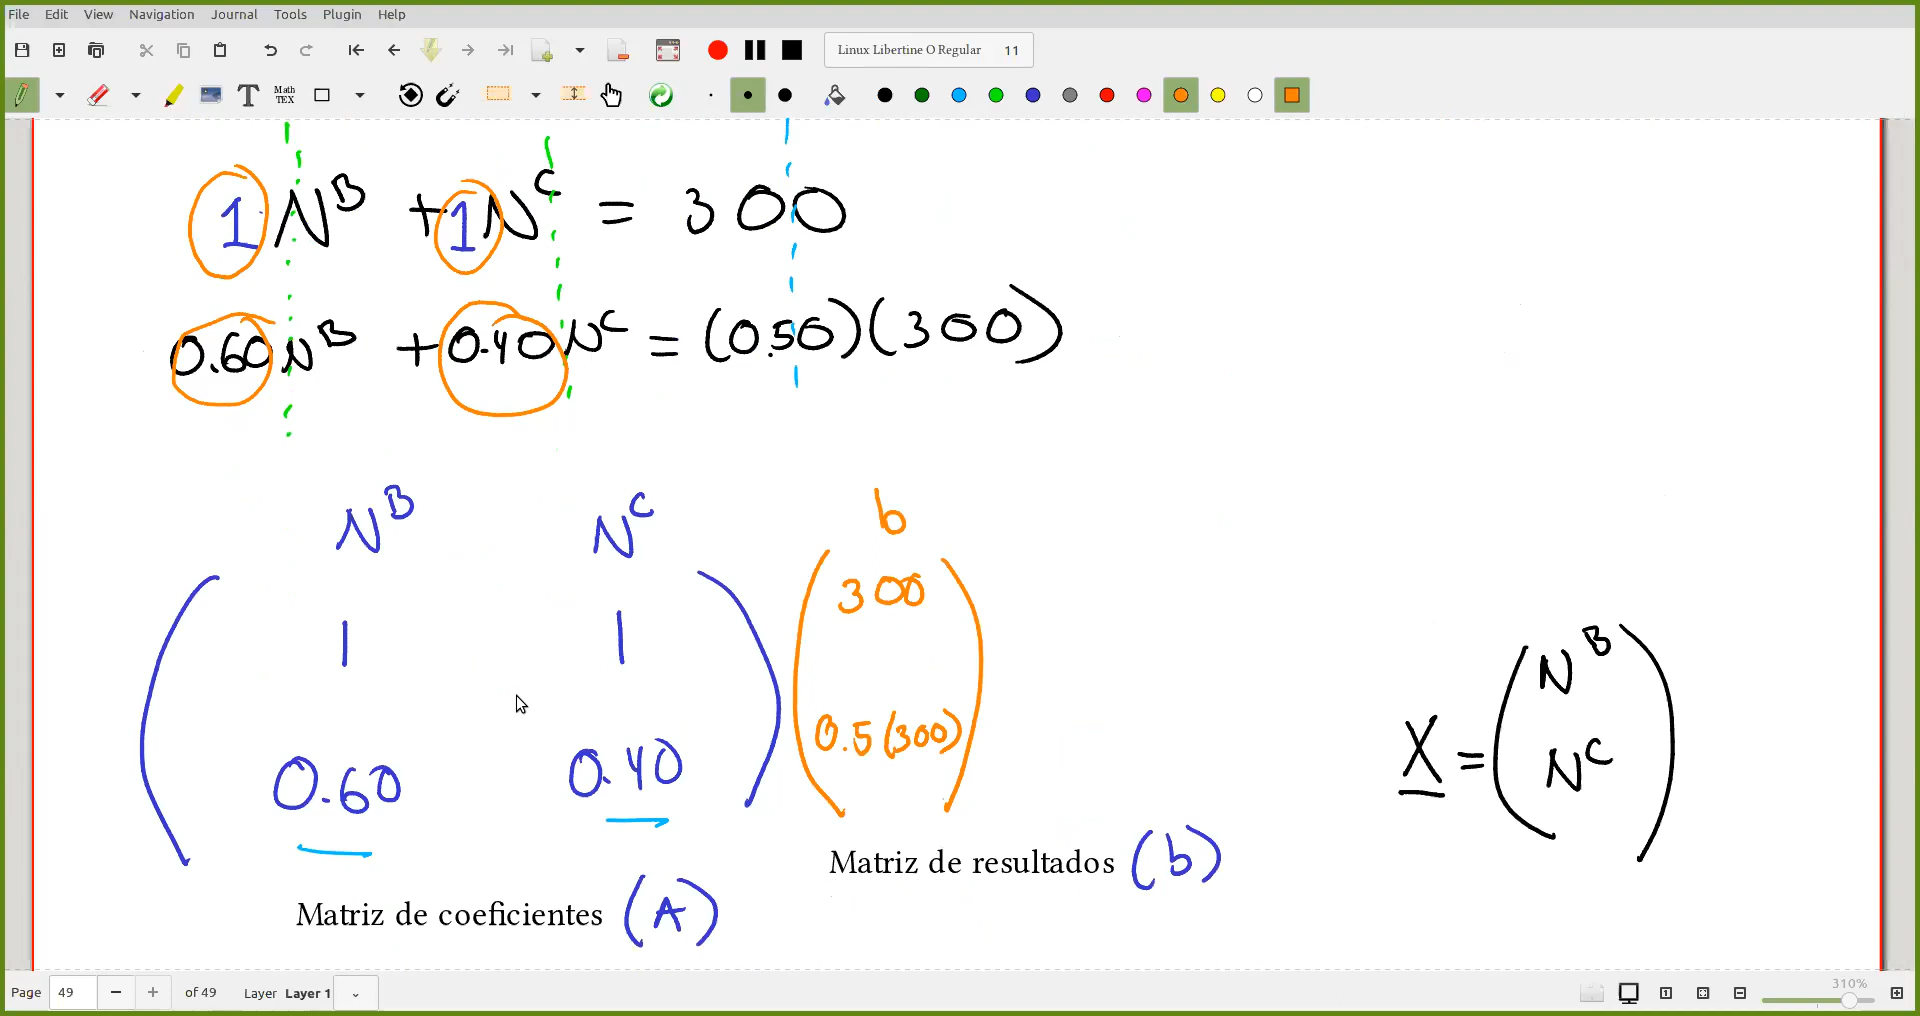 File Edit View Navigation Journal Tools Plugin Help
Linux Libertine O Regular 11
T Math TEX
1 N^B + 1 N^C = 300
0.60 N^B + 0.40 N^C = (0.50)(300)
N^B N^C b
1 1 300
0.60 0.40 0.5(300)
X = ( N^B
N^C )
Matriz de resultados (b)
Matriz de coeficientes (A)
Page 49 − + of 49 Layer Layer 1 310%